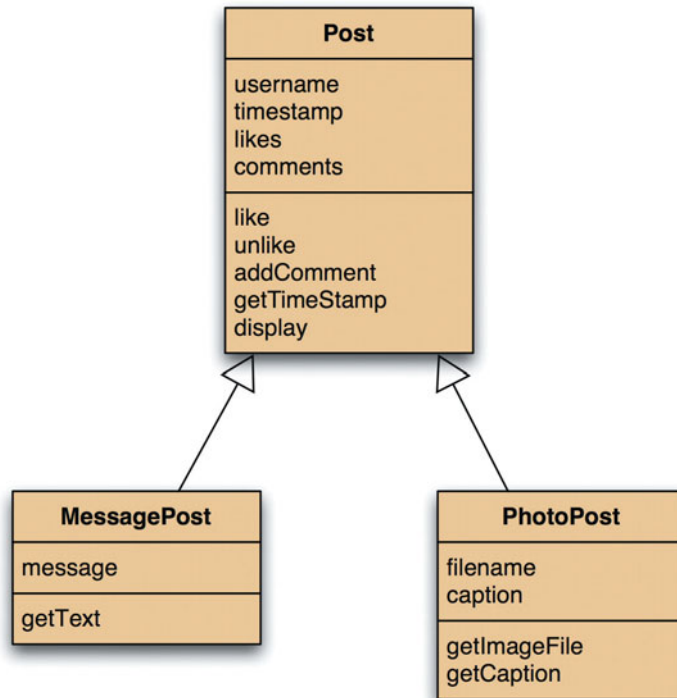 Post
username
timestamp
likes
comments
like
unlike
addComment
getTimeStamp
display
MessagePost
message
getText
PhotoPost
filename
caption
getImageFile
getCaption